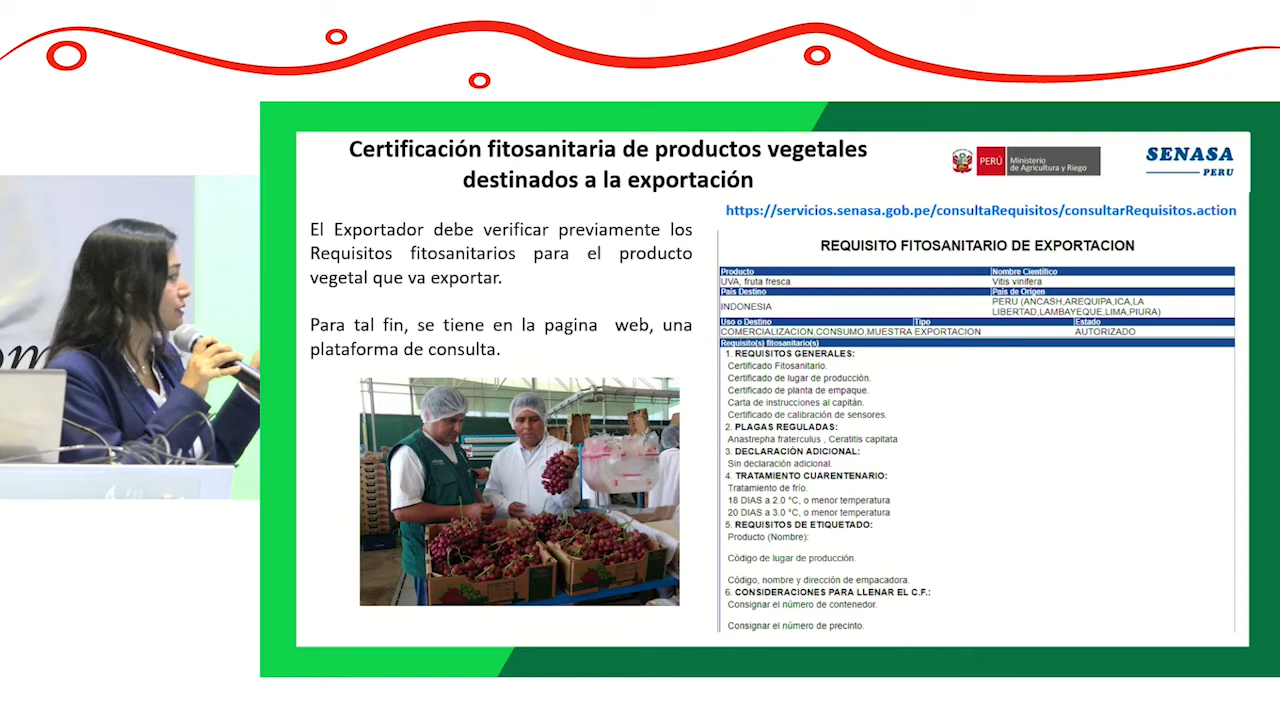 Certificación fitosanitaria de productos vegetales
destinados a la exportación
PERÚ
Ministerio
de Agricultura y Riego
SENASA
PERU
El Exportador debe verificar previamente los
Requisitos fitosanitarios para el producto
vegetal que va exportar.
Para tal fin, se tiene en la pagina web, una
plataforma de consulta.
https://servicios.senasa.gob.pe/consultaRequisitos/consultarRequisitos.action
REQUISITO FITOSANITARIO DE EXPORTACION
Producto Nombre Científico
UVA, fruta fresca Vitis vinifera
País Destino País de Origen
INDONESIA PERU (ANCASH,AREQUIPA,ICA,LA
LIBERTAD,LAMBAYEQUE,LIMA,PIURA)
Uso o Destino Tipo Estado
COMERCIALIZACION,CONSUMO,MUESTRA EXPORTACION AUTORIZADO
Requisito(s) fitosanitario(s)
1. REQUISITOS GENERALES:
Certificado Fitosanitario.
Certificado de lugar de producción.
Certificado de planta de empaque.
Carta de instrucciones al capitán.
Certificado de calibración de sensores.
2. PLAGAS REGULADAS:
Anastrepha fraterculus , Ceratitis capitata
3. DECLARACIÓN ADICIONAL:
Sin declaración adicional.
4. TRATAMIENTO CUARENTENARIO:
Tratamiento de frío.
18 DIAS a 2.0 °C, o menor temperatura
20 DIAS a 3.0 °C, o menor temperatura
5. REQUISITOS DE ETIQUETADO:
Producto (Nombre):
Código de lugar de producción.
Código, nombre y dirección de empacadora.
6. CONSIDERACIONES PARA LLENAR EL C.F.:
Consignar el número de contenedor.
Consignar el número de precinto.